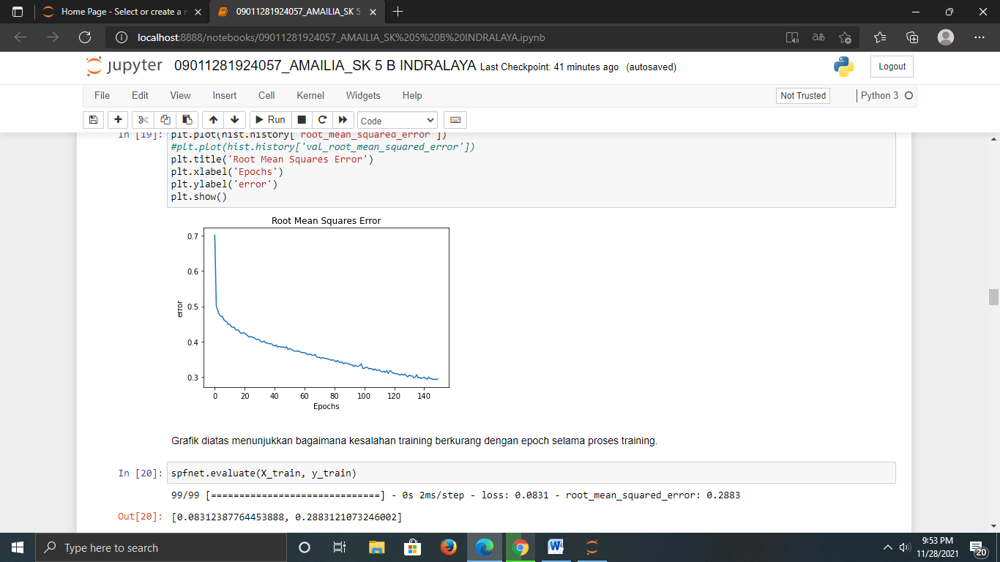 Home Page - Select or create a n
09011281924057_AMAILIA_SK 5
localhost:8888/notebooks/09011281924057_AMAILIA_SK%205%20B%20INDRALAYA.ipynb
jupyter 09011281924057_AMAILIA_SK 5 B INDRALAYA Last Checkpoint: 41 minutes ago (autosaved)
Logout
File Edit View Insert Cell Kernel Widgets Help
Not Trusted
Python 3
Run
Code
In [19]: plt.plot(hist.history['root_mean_squared_error'])
#plt.plot(hist.history['val_root_mean_squared_error'])
plt.title('Root Mean Squares Error')
plt.xlabel('Epochs')
plt.ylabel('error')
plt.show()
Root Mean Squares Error
0.7
0.6
0.5
0.4
0.3
error
0 20 40 60 80 100 120 140
Epochs
Grafik diatas menunjukkan bagaimana kesalahan training berkurang dengan epoch selama proses training.
In [20]: spfnet.evaluate(X_train, y_train)
99/99 [==============================] - 0s 2ms/step - loss: 0.0831 - root_mean_squared_error: 0.2883
Out[20]: [0.08312387764453888, 0.2883121073246002]
Type here to search
9:53 PM
11/28/2021
20